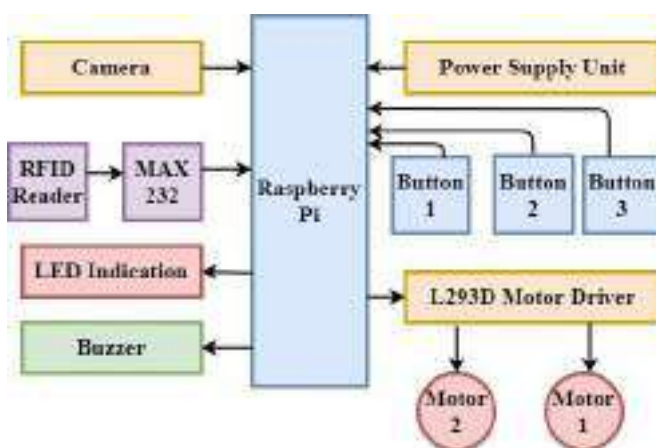 Camera
Power Supply Unit
RFID
Reader
MAX
232
Raspberry
Pi
Button
1
Button
2
Button
3
LED Indication
L293D Motor Driver
Buzzer
Motor
2
Motor
1